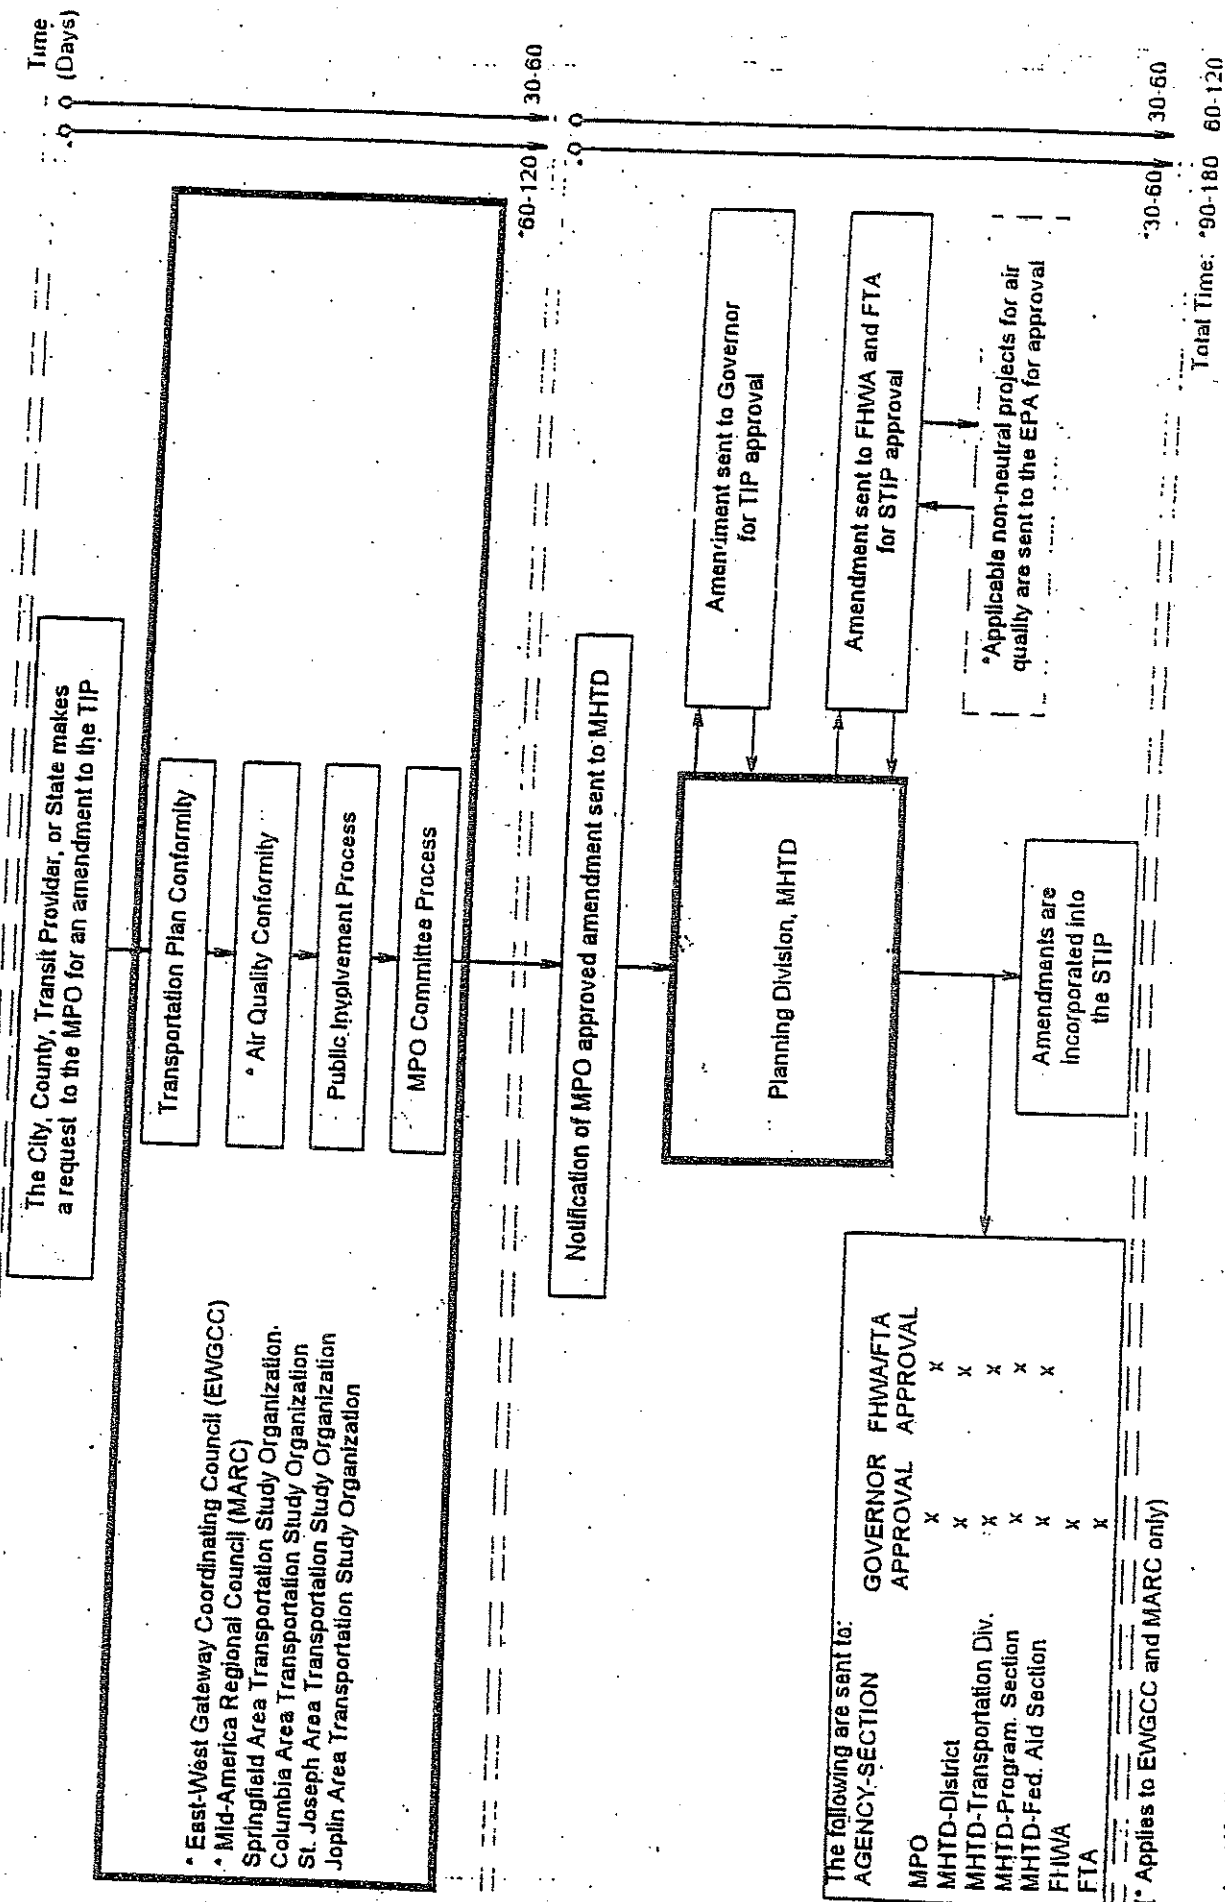 Time
(Days)
The City, County, Transit Provider, or State makes
a request to the MPO for an amendment to the TIP
* East-West Gateway Coordinating Council (EWGCC)
* Mid-America Regional Council (MARC)
Springfield Area Transportation Study Organization.
Columbia Area Transportation Study Organization
St. Joseph Area Transportation Study Organization
Joplin Area Transportation Study Organization
Transportation Plan Conformity
* Air Quality Conformity
Public Involvement Process
MPO Committee Process
*60-120 30-60
Notification of MPO approved amendment sent to MHTD
Planning Division, MHTD
Amendment sent to Governor
for TIP approval
Amendment sent to FHWA and FTA
for STIP approval
*Applicable non-neutral projects for air
quality are sent to the EPA for approval
Amendments are
Incorporated into
the STIP
The following are sent to:
AGENCY-SECTION GOVERNOR APPROVAL FHWA/FTA APPROVAL
MPO x x
MHTD-District x x
MHTD-Transportation Div. x x
MHTD-Program. Section x x
MHTD-Fed. Aid Section x x
FHWA x
FTA x
*30-60 30-60
(* Applies to EWGCC and MARC only)
Total Time: *90-180 60-120